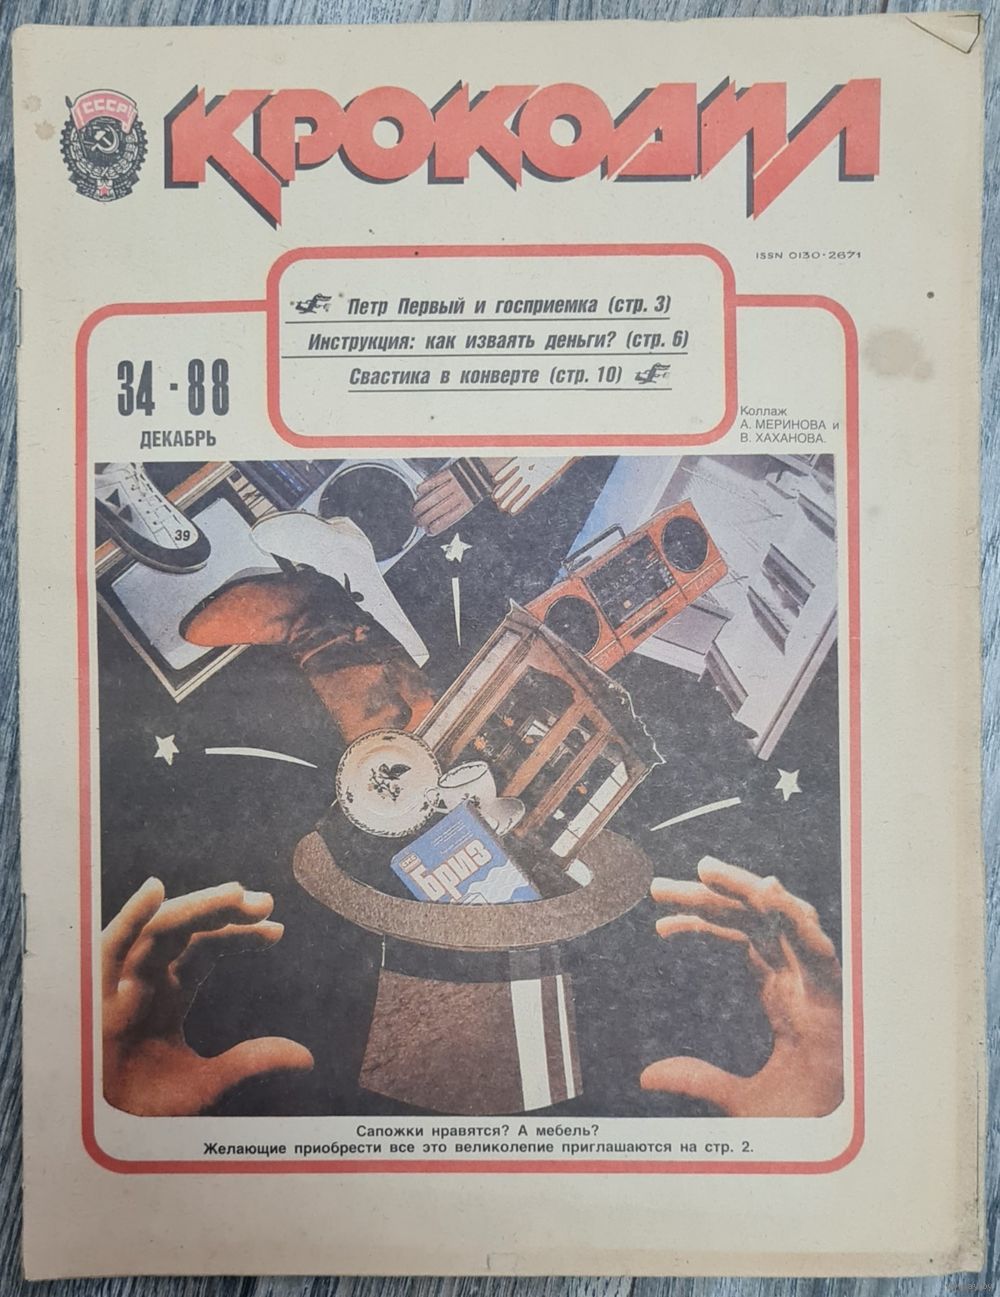 СССР
КРОКОДИЛ
ISSN 0130-2671
Петр Первый и госприемка (стр. 3)
Инструкция: как изваять деньги? (стр. 6)
Свастика в конверте (стр. 10)
34 - 88
ДЕКАБРЬ
Коллаж
А. МЕРИНОВА и
В. ХАХАНОВА.
39
Бриз
Сапожки нравятся? А мебель?
Желающие приобрести все это великолепие приглашаются на стр. 2.